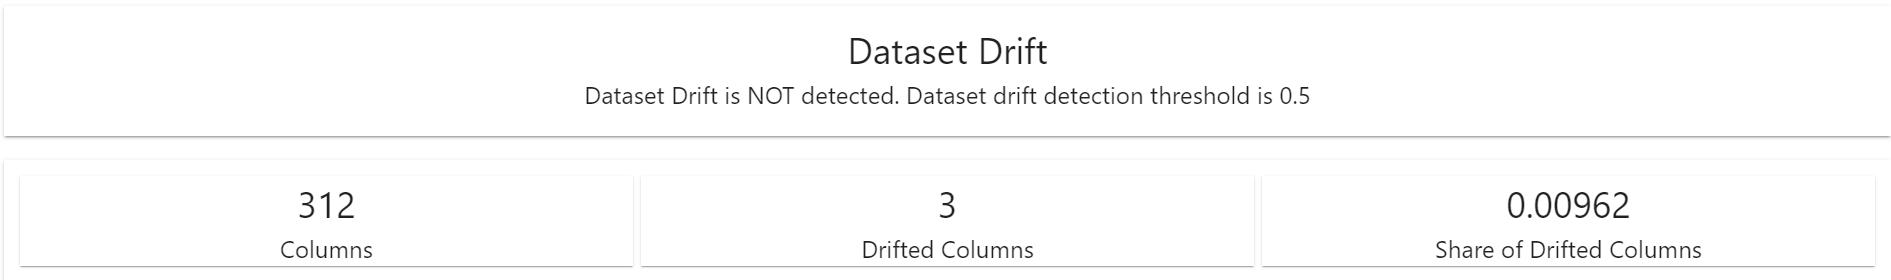 Dataset Drift
Dataset Drift is NOT detected. Dataset drift detection threshold is 0.5
312
Columns
3
Drifted Columns
0.00962
Share of Drifted Columns